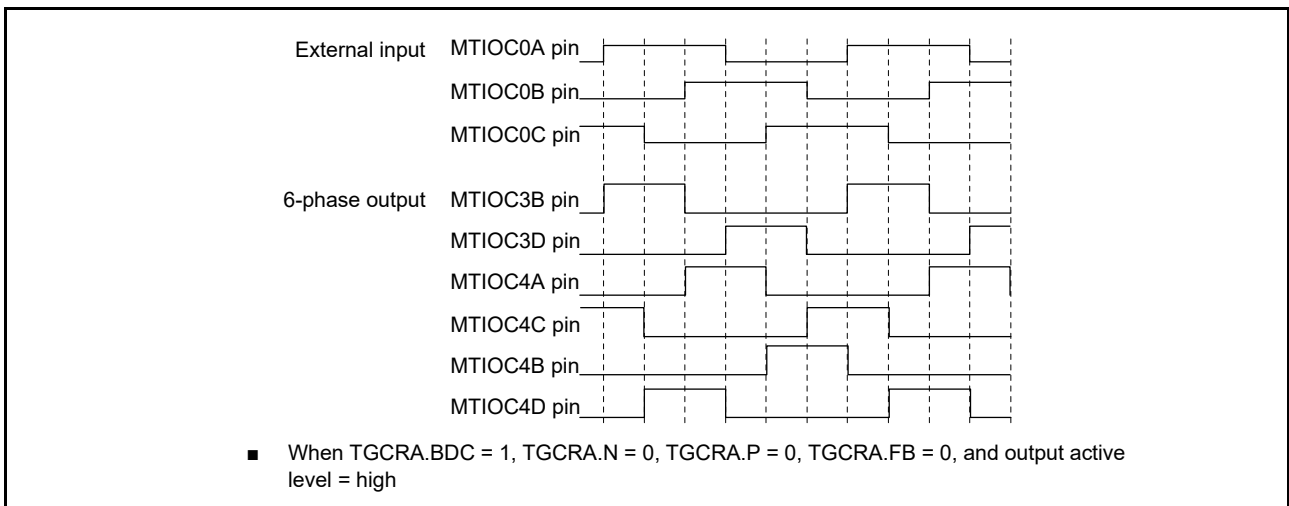 External input MTIOC0A pin
MTIOC0B pin
MTIOC0C pin
6-phase output MTIOC3B pin
MTIOC3D pin
MTIOC4A pin
MTIOC4C pin
MTIOC4B pin
MTIOC4D pin
■ When TGCRA.BDC = 1, TGCRA.N = 0, TGCRA.P = 0, TGCRA.FB = 0, and output active
level = high